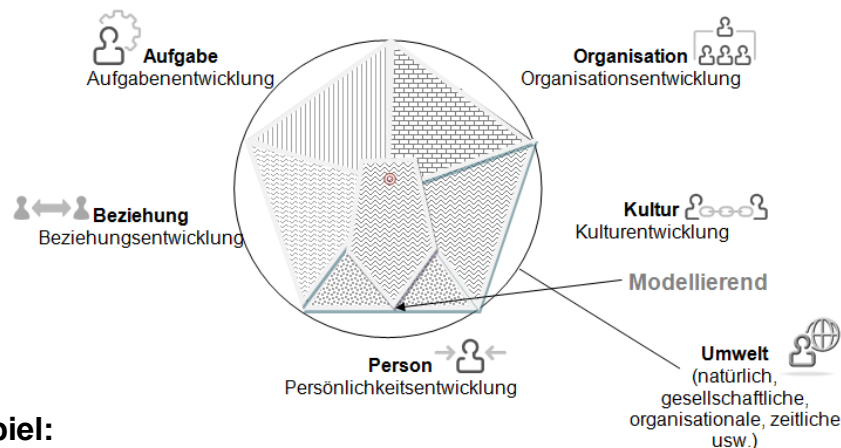 Aufgabe
Aufgabenentwicklung
Organisation
Organisationsentwicklung
Beziehung
Beziehungsentwicklung
Kultur
Kulturentwicklung
Modellierend
Person
Persönlichkeitsentwicklung
Umwelt
(natürlich,
gesellschaftliche,
organisationale, zeitliche
usw.)
piel: